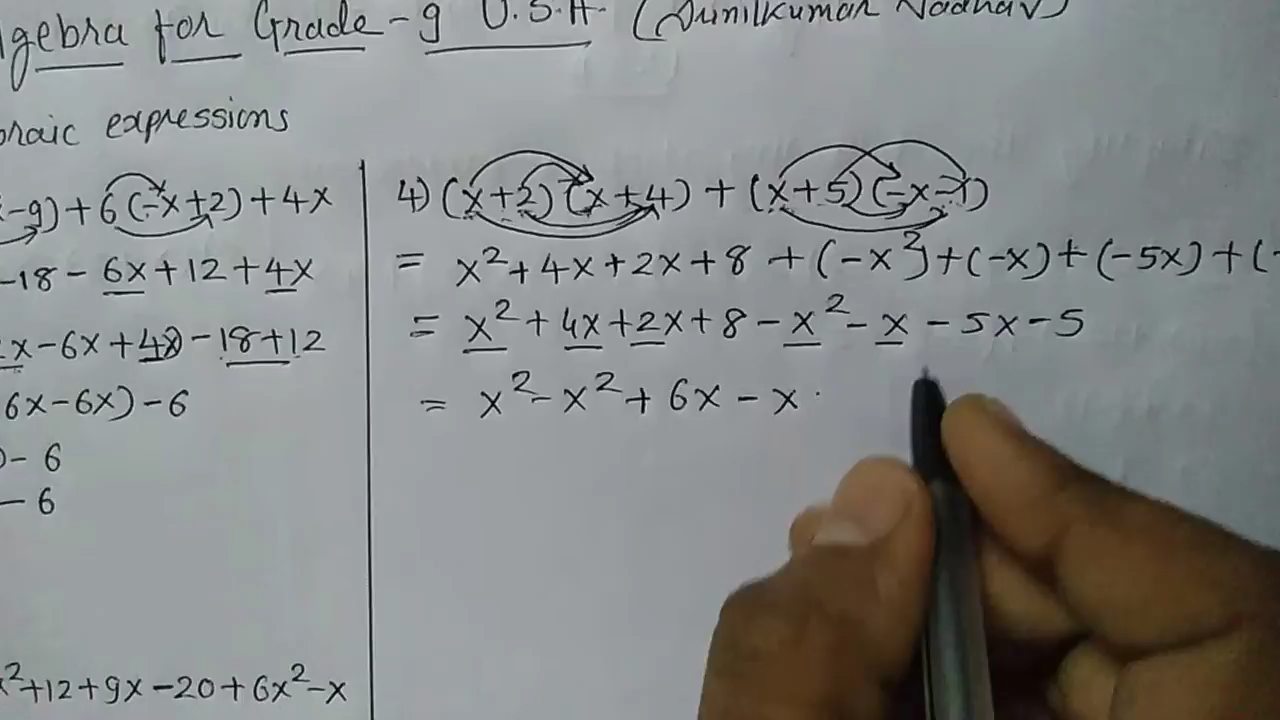 gebra for Grade-9 U.S.A. (Sunilkumar
expressions
-9)+6(-x+2)+4x
-18-6x+12+4x
x-6x+4x-18+12
6x-6x)-6
)-6
-6
x²+12+9x-20+6x²-x
4) (x+2)(x+4)+(x+5)(-x-1)
= x²+4x+2x+8+(-x²)+(-x)+(-5x)+(-
= x²+4x+2x+8-x²-x-5x-5
= x²-x²+6x-x